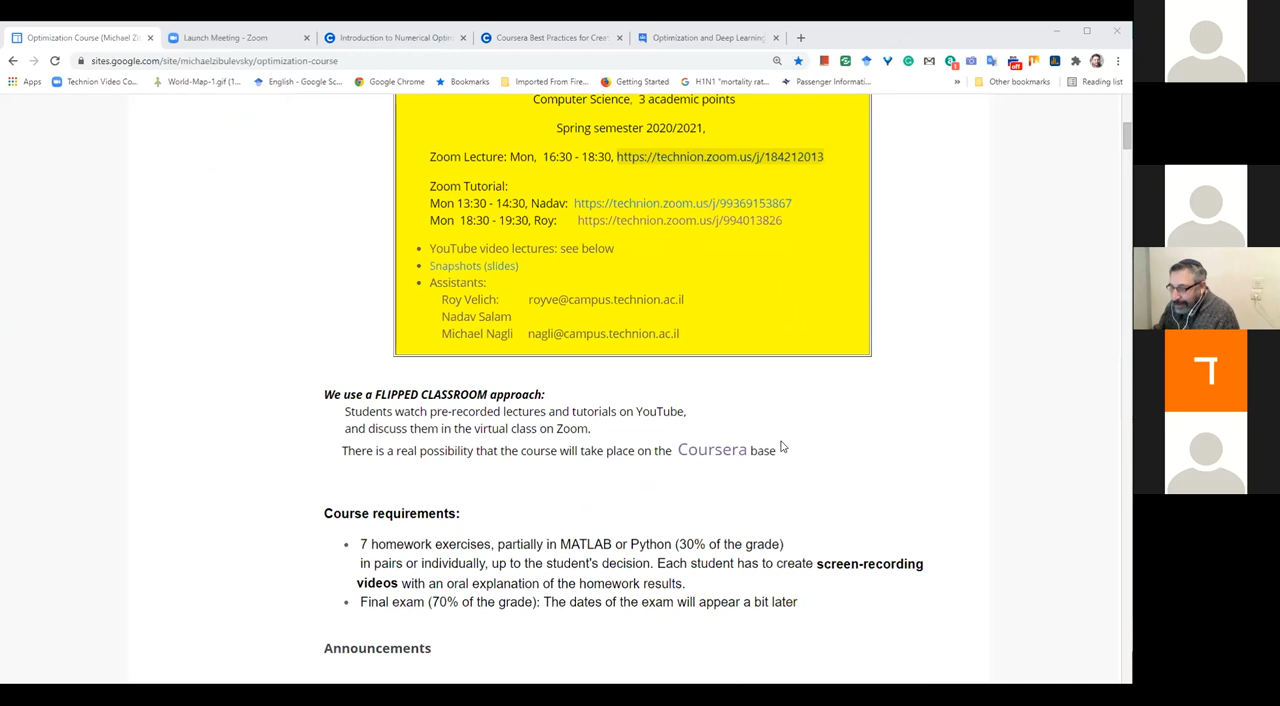 Optimization Course (Michael Zi
Launch Meeting - Zoom
Introduction to Numerical Optim
Coursera Best Practices for Crea
Optimization and Deep Learning
sites.google.com/site/michaelzibulevsky/optimization-course
Apps
Technion Video Co...
World-Map-1.gif (1...
English - Google Sc...
Google Chrome
Bookmarks
Imported From Fire...
Getting Started
H1N1 "mortality rat...
Passenger Informati...
»
Other bookmarks
Reading list
Computer Science, 3 academic points
Spring semester 2020/2021,
Zoom Lecture: Mon, 16:30 - 18:30, https://technion.zoom.us/j/184212013
Zoom Tutorial:
Mon 13:30 - 14:30, Nadav: https://technion.zoom.us/j/99369153867
Mon 18:30 - 19:30, Roy: https://technion.zoom.us/j/994013826
• YouTube video lectures: see below
• Snapshots (slides)
• Assistants:
Roy Velich: royve@campus.technion.ac.il
Nadav Salam
Michael Nagli nagli@campus.technion.ac.il
We use a FLIPPED CLASSROOM approach:
Students watch pre-recorded lectures and tutorials on YouTube,
and discuss them in the virtual class on Zoom.
There is a real possibility that the course will take place on the Coursera base
Course requirements:
• 7 homework exercises, partially in MATLAB or Python (30% of the grade)
in pairs or individually, up to the student's decision. Each student has to create screen-recording
videos with an oral explanation of the homework results.
• Final exam (70% of the grade): The dates of the exam will appear a bit later
Announcements
ד